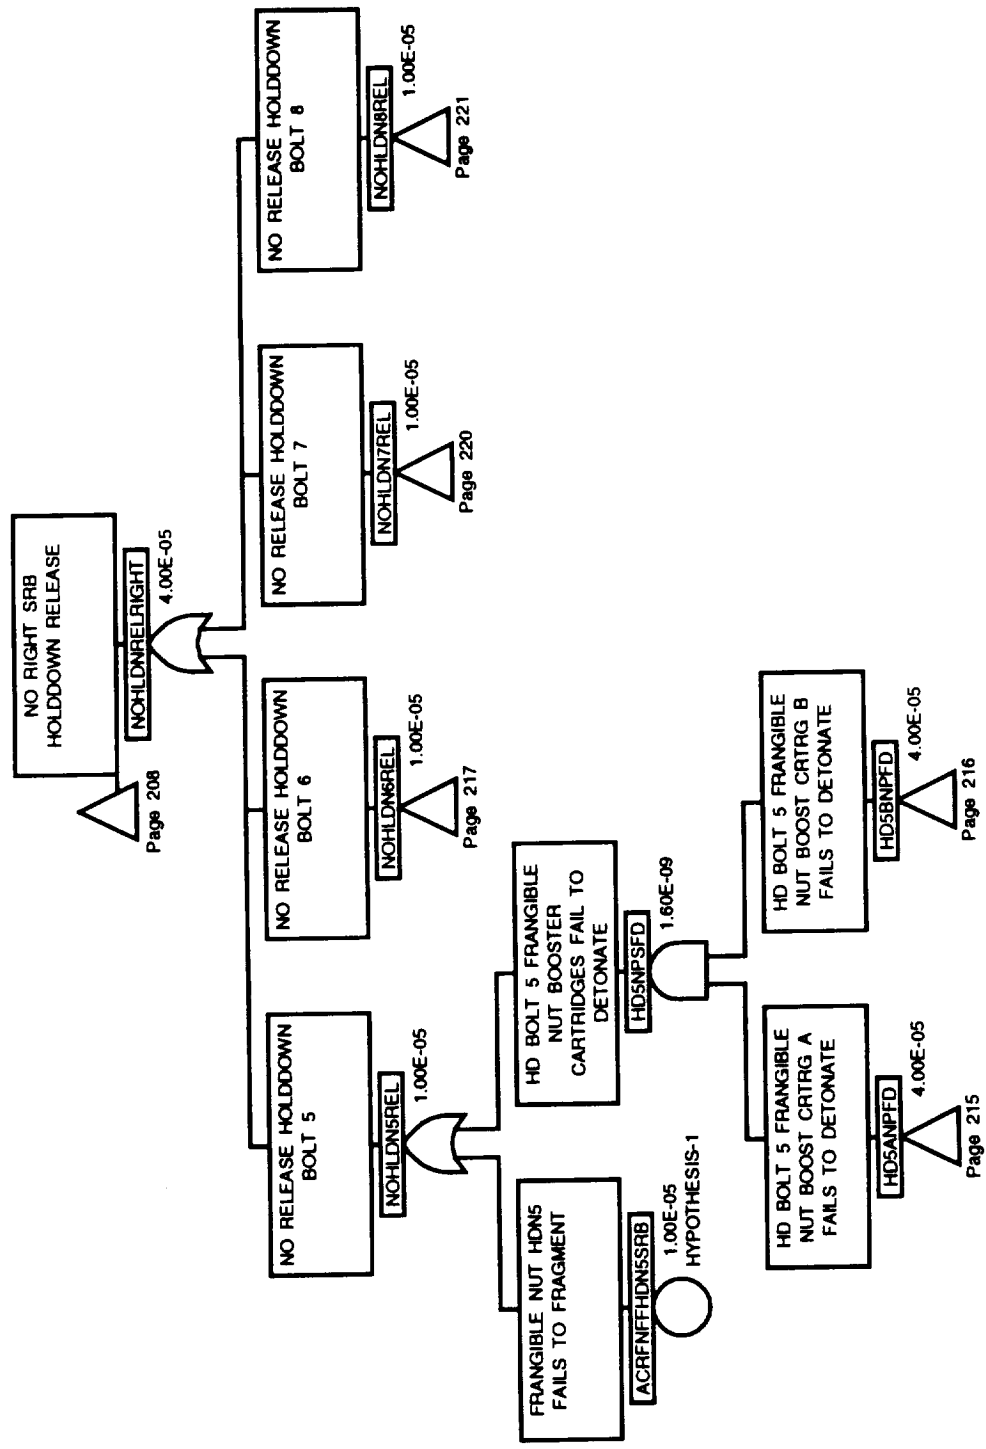 NO RIGHT SRB
HOLDDOWN RELEASE
NOHLDNRELRIGHT
4.00E-05
Page 208
NO RELEASE HOLDDOWN
BOLT 5
NOHLDN5REL
1.00E-05
NO RELEASE HOLDDOWN
BOLT 6
NOHLDN6REL
1.00E-05
Page 217
NO RELEASE HOLDDOWN
BOLT 7
NOHLDN7REL
1.00E-05
Page 220
NO RELEASE HOLDDOWN
BOLT 8
NOHLDN8REL
1.00E-05
Page 221
FRANGIBLE NUT HDN5
FAILS TO FRAGMENT
ACRFNFFHDN5SRB
1.00E-05
HYPOTHESIS-1
HD BOLT 5 FRANGIBLE
NUT BOOSTER
CARTRIDGES FAIL TO
DETONATE
HD5NPSFD
1.60E-09
HD BOLT 5 FRANGIBLE
NUT BOOST CRTRG A
FAILS TO DETONATE
HD5ANPFD
4.00E-05
Page 215
HD BOLT 5 FRANGIBLE
NUT BOOST CRTRG B
FAILS TO DETONATE
HD5BNPFD
4.00E-05
Page 216